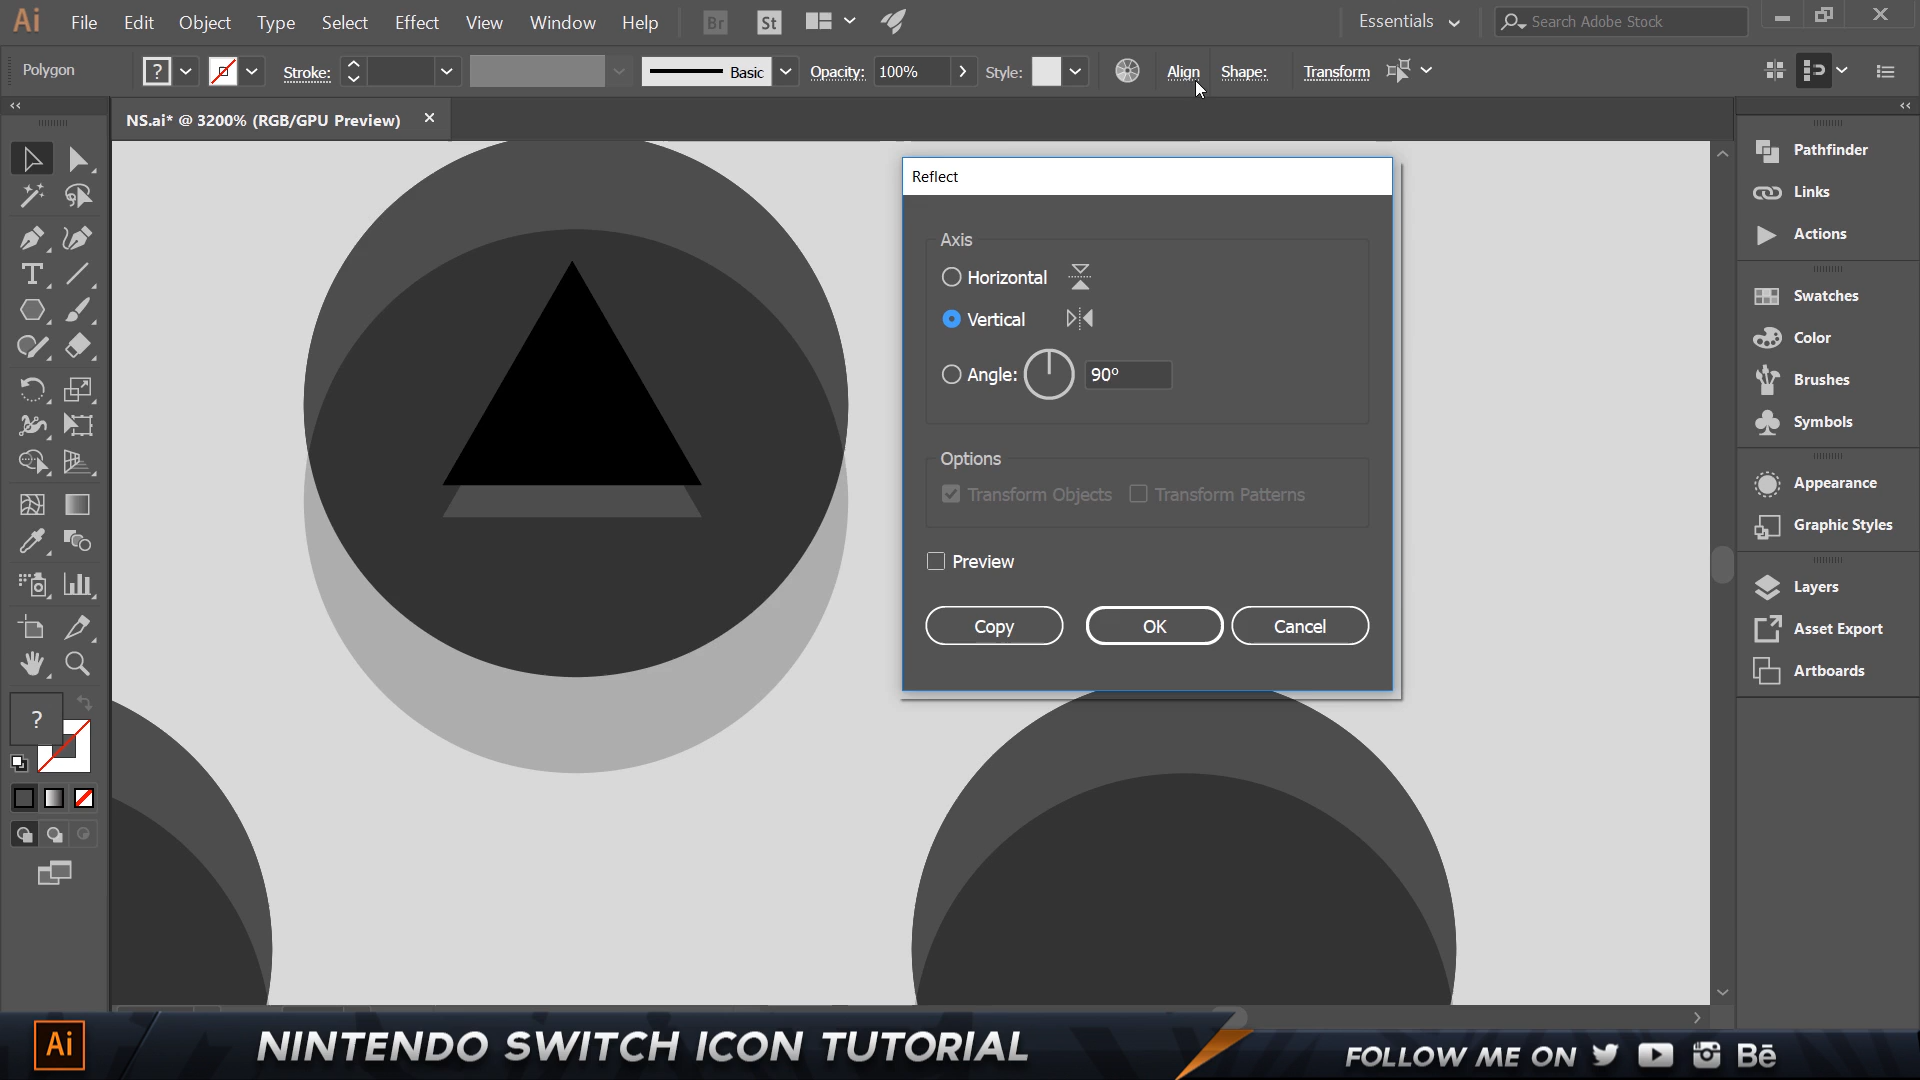 Ai File Edit Object Type Select Effect View Window Help Br St Essentials Search Adobe Stock
Polygon ? Stroke: Basic Opacity: 100% Style: Align Shape: Transform
NS.ai* @ 3200% (RGB/GPU Preview)
Reflect
Axis
Horizontal
Vertical
Angle: 90°
Options
Transform Objects Transform Patterns
Preview
Copy OK Cancel
Pathfinder
Links
Actions
Swatches
Color
Brushes
Symbols
Appearance
Graphic Styles
Layers
Asset Export
Artboards
T
?
Ai NINTENDO SWITCH ICON TUTORIAL
FOLLOW ME ON Bē